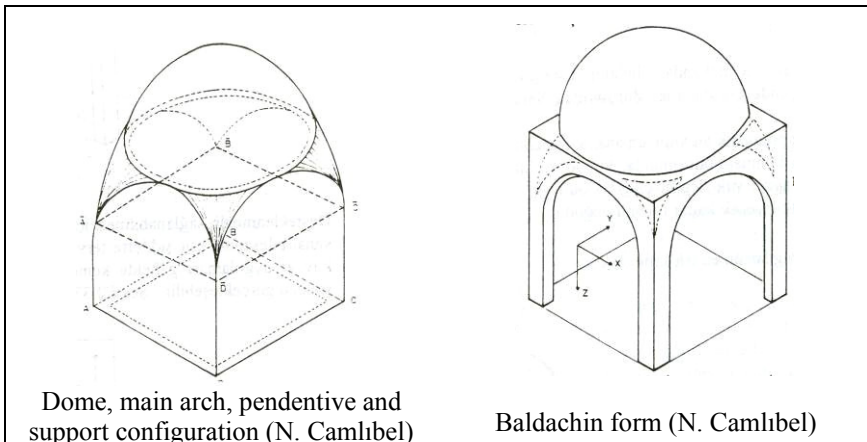 Ā
B̄
B
B̄
D̄
A
C
Y
X
Z
Dome, main arch, pendentive and
support configuration (N. Camlıbel)
Baldachin form (N. Camlıbel)